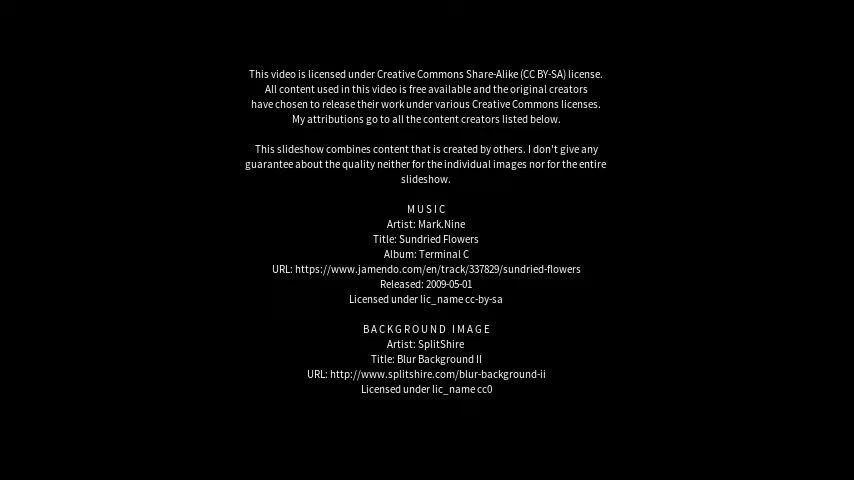 This video is licensed under Creative Commons Share-Alike (CC BY-SA) license.
All content used in this video is free available and the original creators
have chosen to release their work under various Creative Commons licenses.
My attributions go to all the content creators listed below.
This slideshow combines content that is created by others. I don't give any
guarantee about the quality neither for the individual images nor for the entire
slideshow.
MUSIC
Artist: Mark.Nine
Title: Sundried Flowers
Album: Terminal C
URL: https://www.jamendo.com/en/track/337829/sundried-flowers
Released: 2009-05-01
Licensed under lic_name cc-by-sa
BACKGROUND IMAGE
Artist: SplitShire
Title: Blur Background II
URL: http://www.splitshire.com/blur-background-ii
Licensed under lic_name cc0